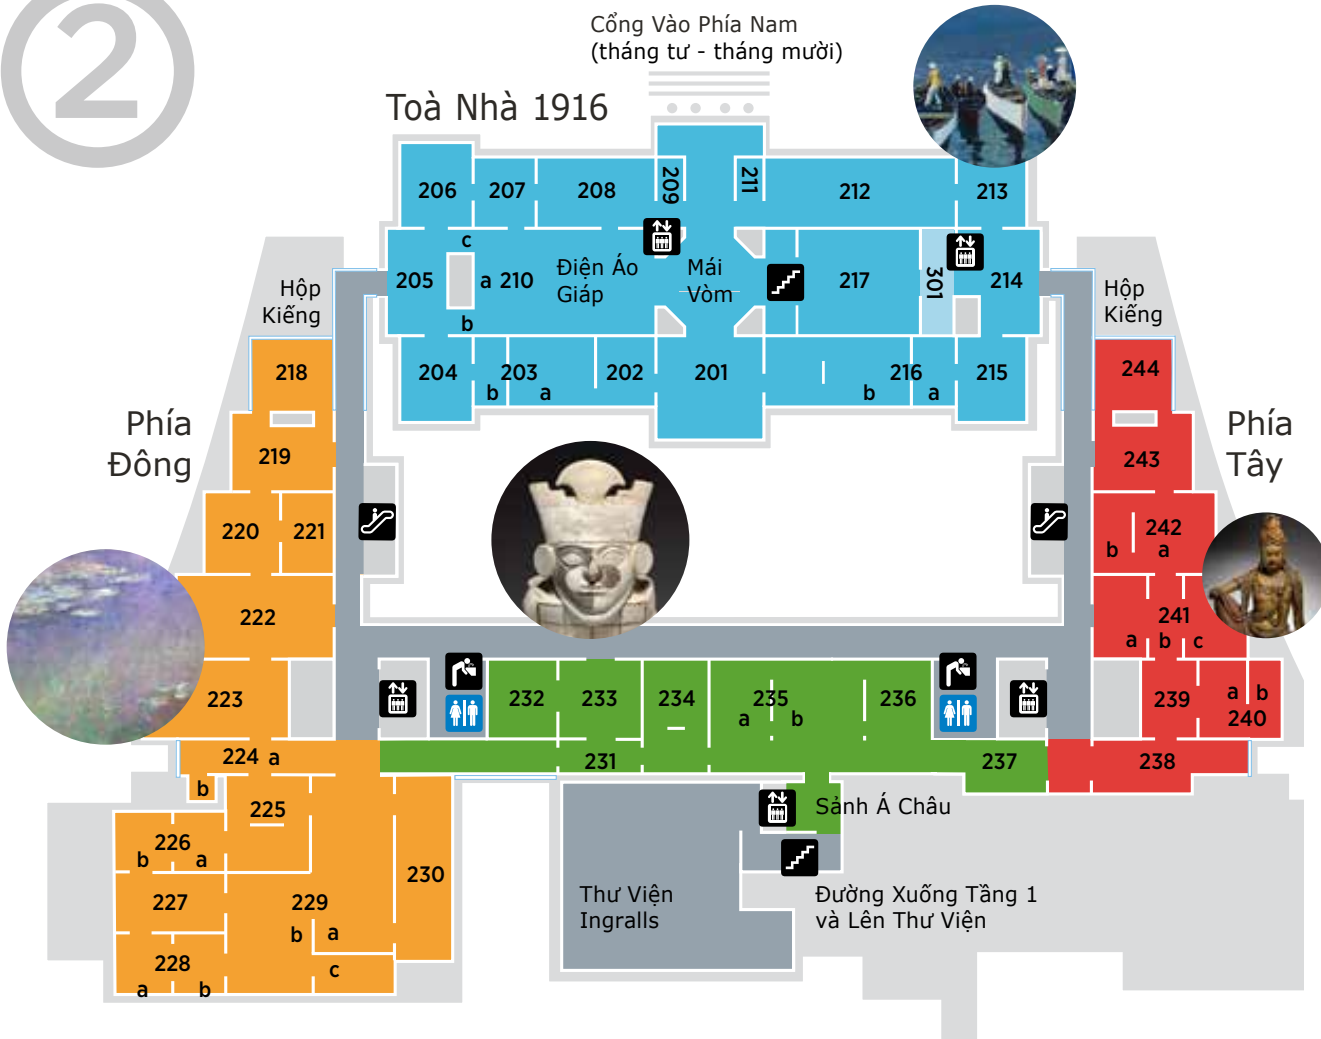 2
Cổng Vào Phía Nam
(tháng tư - tháng mười)
Toà Nhà 1916
206
207
208
209
211
212
213
c
205
a 210
Điện Áo
Giáp
Mái
Vòm
217
301
214
b
204
203
b
a
202
201
216
b
a
215
Hộp
Kiếng
Hộp
Kiếng
218
244
Phía
Đông
Phía
Tây
219
243
220
221
242
b
a
222
241
a
b
c
223
232
233
234
235
a
b
236
239
a
b
240
224 a
b
231
237
238
225
226
b
a
Sảnh Á Châu
227
229
b
a
c
230
228
a
b
Thư Viện
Ingralls
Đường Xuống Tầng 1
và Lên Thư Viện